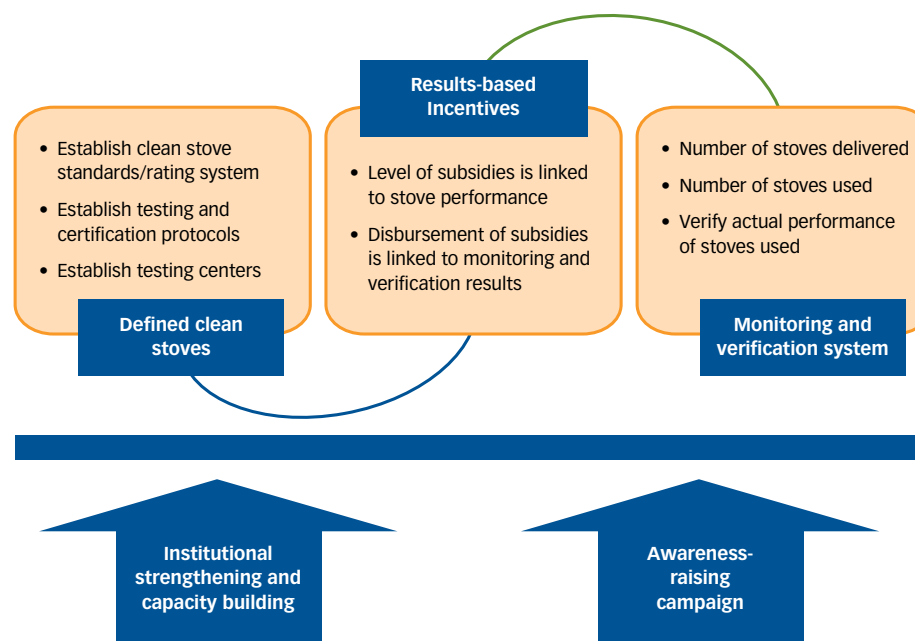 • Establish clean stove
standards/rating system
• Establish testing and
certification protocols
• Establish testing centers
Defined clean
stoves
Results-based
Incentives
• Level of subsidies is linked
to stove performance
• Disbursement of subsidies
is linked to monitoring and
verification results
• Number of stoves delivered
• Number of stoves used
• Verify actual performance
of stoves used
Monitoring and
verification system
Institutional
strengthening and
capacity building
Awareness-
raising
campaign